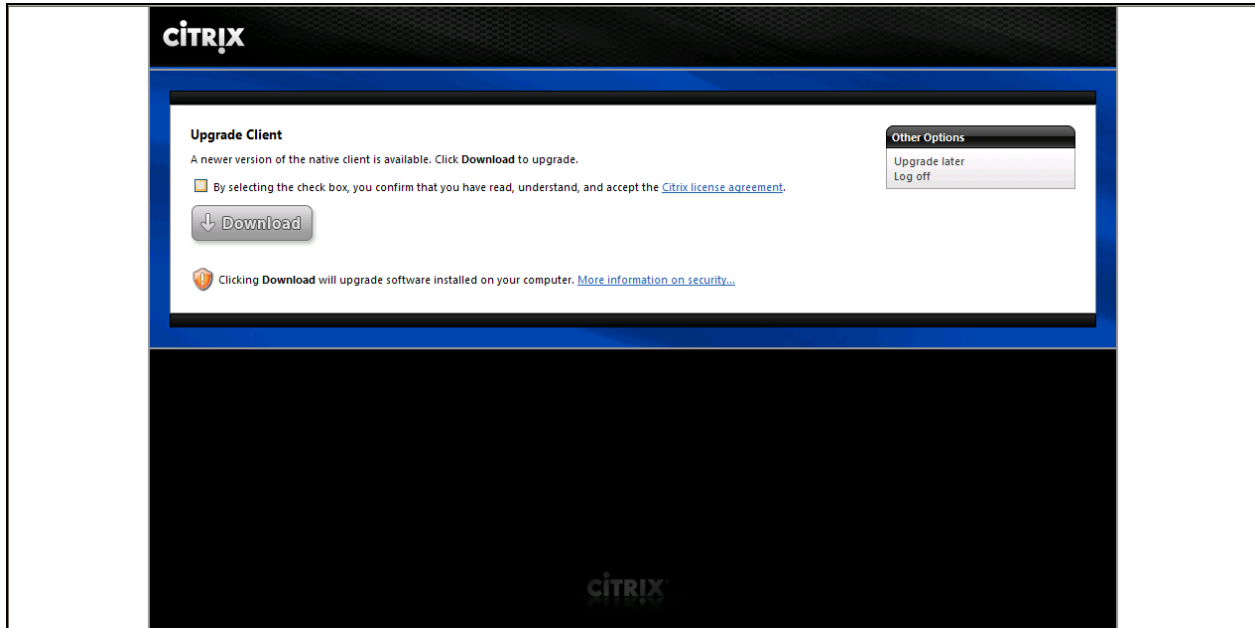 CITRIX
Upgrade Client
A newer version of the native client is available. Click Download to upgrade.
By selecting the check box, you confirm that you have read, understand, and accept the Citrix license agreement.
Download
Clicking Download will upgrade software installed on your computer. More information on security...
Other Options
Upgrade later
Log off
CITRIX